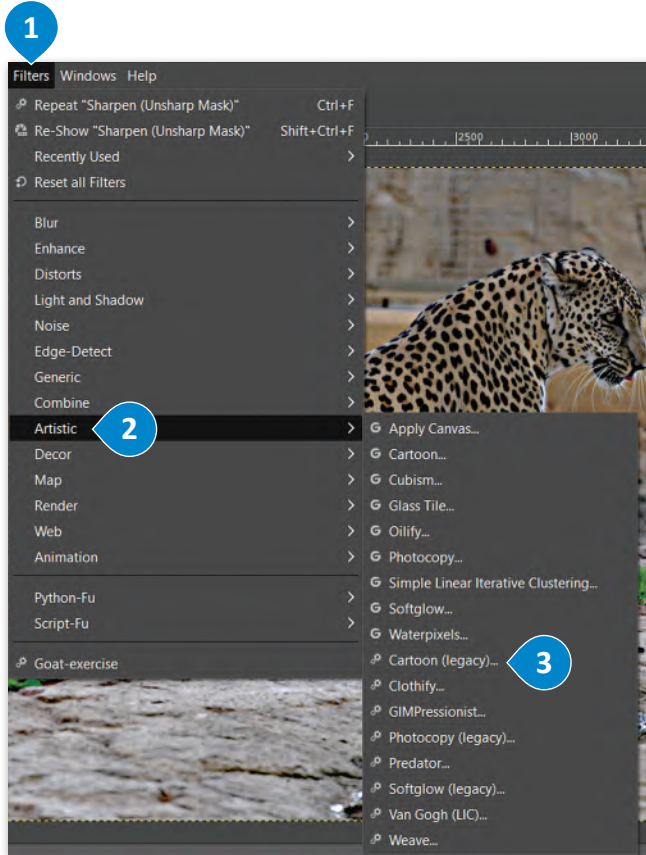 1
Filters Windows Help
Repeat "Sharpen (Unsharp Mask)" Ctrl+F
Re-Show "Sharpen (Unsharp Mask)" Shift+Ctrl+F
Recently Used
Reset all Filters
2500 3000
Blur
Enhance
Distorts
Light and Shadow
Noise
Edge-Detect
Generic
Combine
Artistic 2
Decor
Map
Render
Web
Animation
Python-Fu
Script-Fu
Goat-exercise
Apply Canvas...
Cartoon...
Cubism...
Glass Tile...
Oilify...
Photocopy...
Simple Linear Iterative Clustering...
Softglow...
Waterpixels...
Cartoon (legacy)... 3
Clothify...
GIMPressionist...
Photocopy (legacy)...
Predator...
Softglow (legacy)...
Van Gogh (LIC)...
Weave...